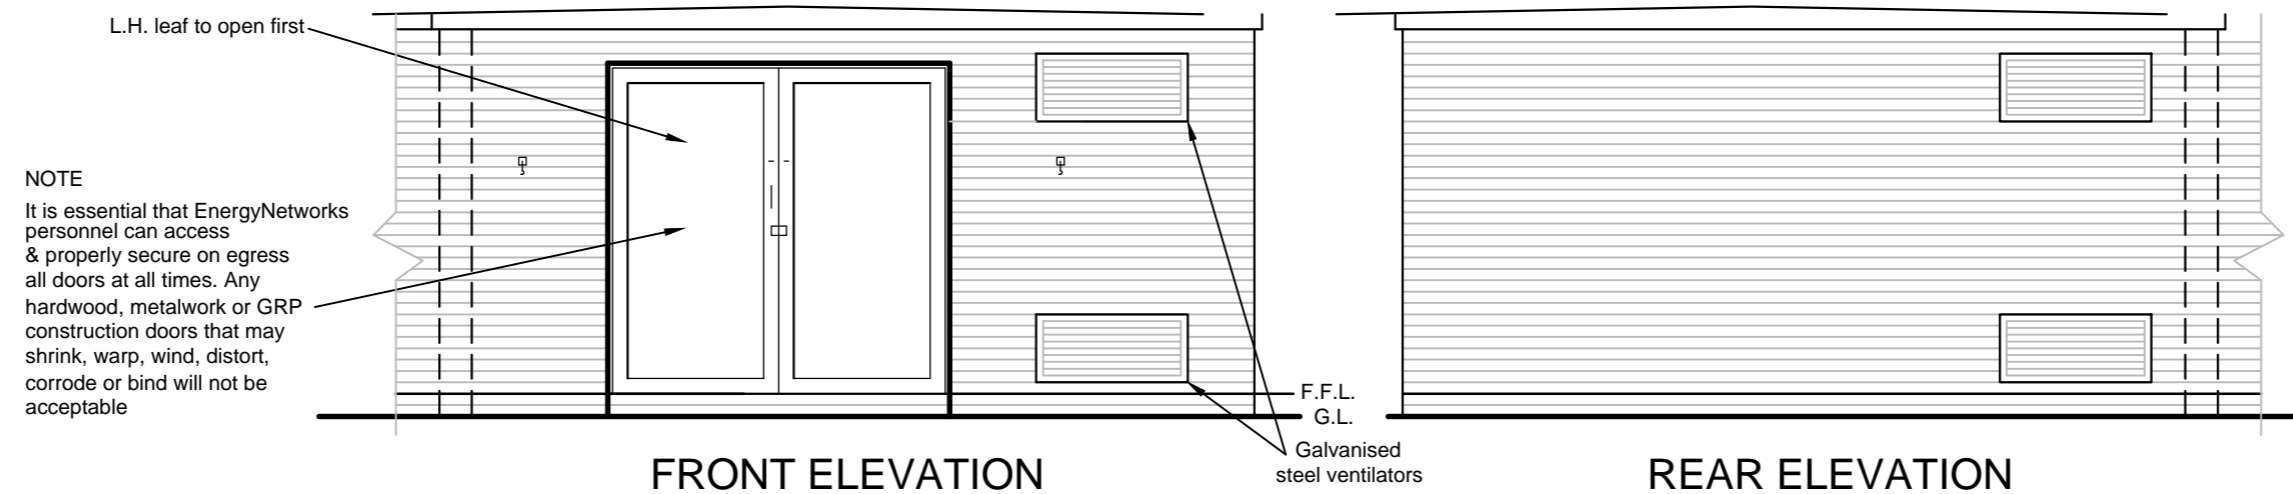 L.H. leaf to open first
NOTE
It is essential that EnergyNetworks
personnel can access
& properly secure on egress
all doors at all times. Any
hardwood, metalwork or GRP
construction doors that may
shrink, warp, wind, distort,
corrode or bind will not be
acceptable
F.F.L.
G.L.
Galvanised
steel ventilators
FRONT ELEVATION
REAR ELEVATION